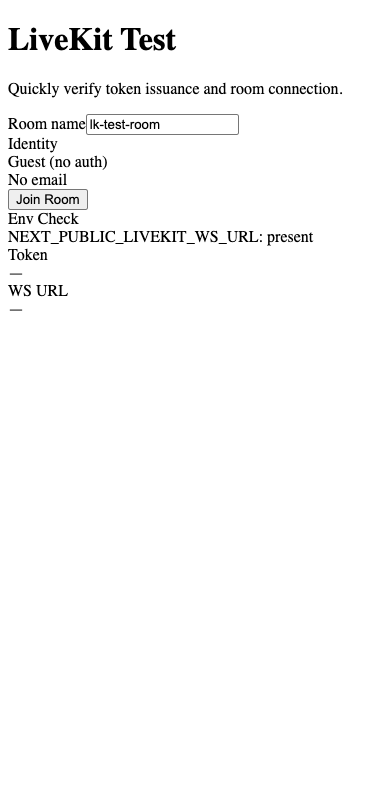 LiveKit Test
Quickly verify token issuance and room connection.
Room name lk-test-room
Identity
Guest (no auth)
No email
Join Room
Env Check
NEXT_PUBLIC_LIVEKIT_WS_URL: present
Token
—
WS URL
—